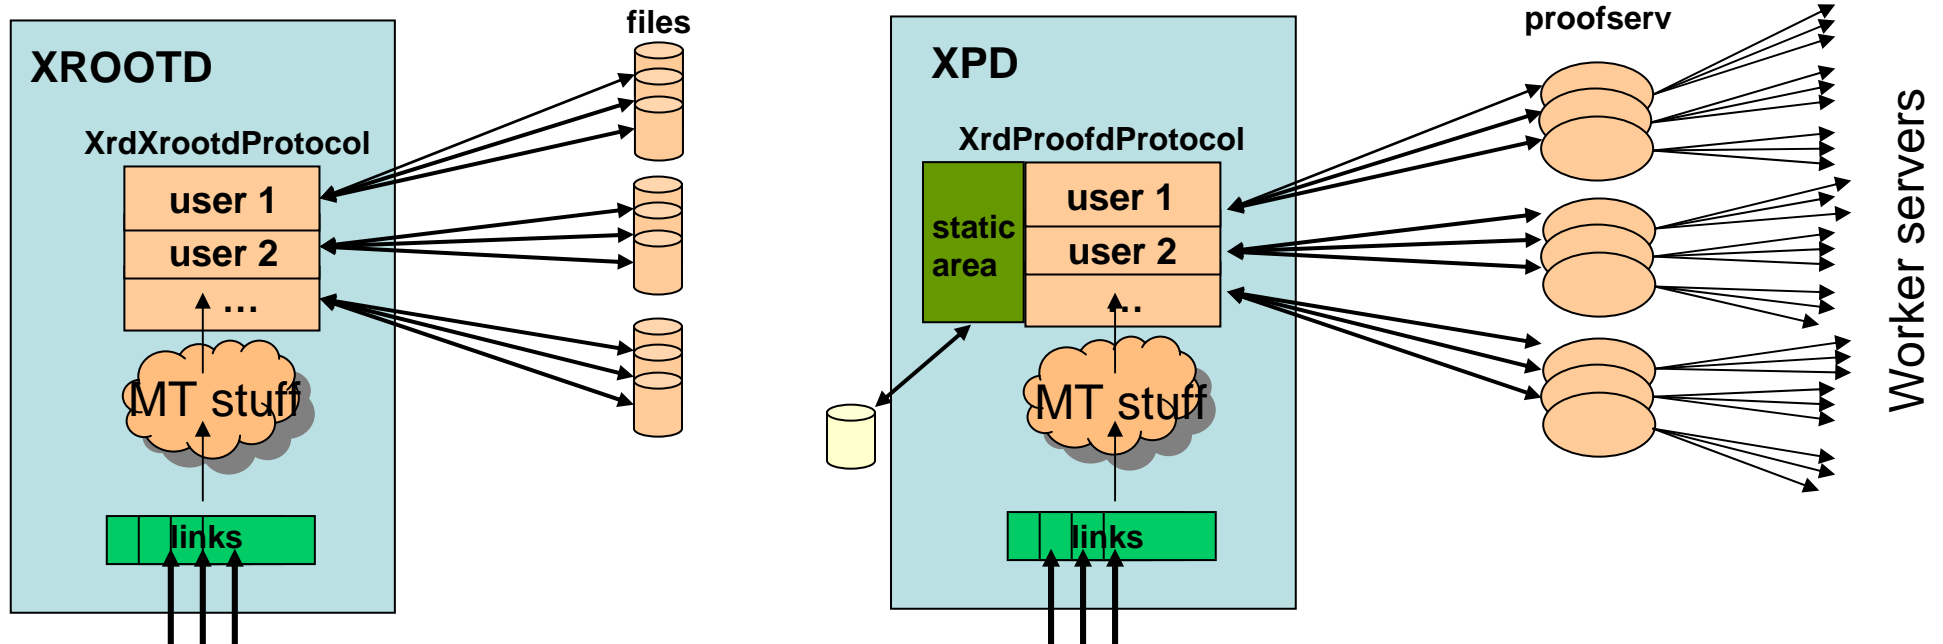 files
XROOTD
XrdXrootdProtocol
user 1
user 2
...
MT stuff
links
proofserv
XPD
XrdProofdProtocol
static
area
user 1
user 2
...
MT stuff
links
Worker servers